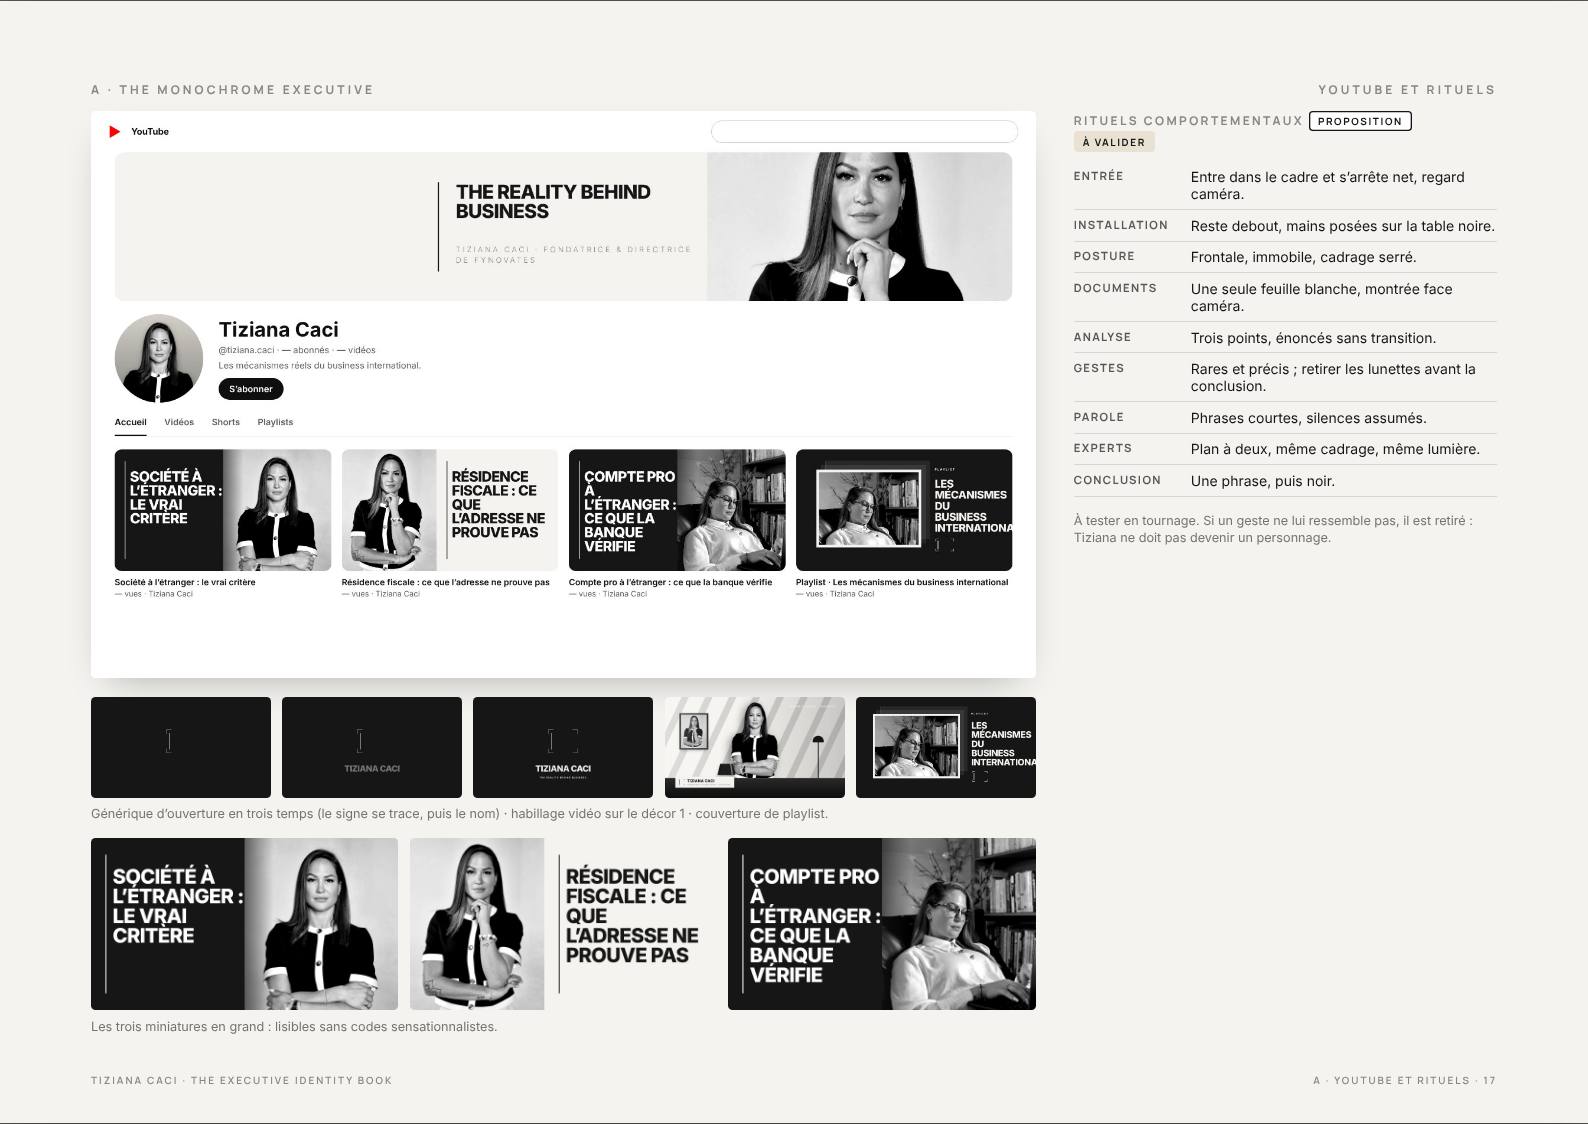 A · THE MONOCHROME EXECUTIVE
YOUTUBE ET RITUELS
YouTube
THE REALITY BEHIND
BUSINESS
TIZIANA CACI · FONDATRICE & DIRECTRICE
DE FYNOVATES
Tiziana Caci
@tiziana.caci · — abonnés · — vidéos
Les mécanismes réels du business international.
S'abonner
Accueil Vidéos Shorts Playlists
SOCIÉTÉ À
L'ÉTRANGER :
LE VRAI
CRITÈRE
RÉSIDENCE
FISCALE : CE
QUE
L'ADRESSE NE
PROUVE PAS
COMPTE PRO
À
L'ÉTRANGER :
CE QUE LA
BANQUE
VÉRIFIE
PLAYLIST
LES
MÉCANISMES
DU
BUSINESS
INTERNATIONA
Société à l'étranger : le vrai critère
— vues · Tiziana Caci
Résidence fiscale : ce que l'adresse ne prouve pas
— vues · Tiziana Caci
Compte pro à l'étranger : ce que la banque vérifie
— vues · Tiziana Caci
Playlist · Les mécanismes du business international
— vues · Tiziana Caci
TIZIANA CACI
TIZIANA CACI
THE REALITY BEHIND BUSINESS
TIZIANA CACI
PLAYLIST
LES
MÉCANISMES
DU
BUSINESS
INTERNATIONA
Générique d'ouverture en trois temps (le signe se trace, puis le nom) · habillage vidéo sur le décor 1 · couverture de playlist.
SOCIÉTÉ À
L'ÉTRANGER :
LE VRAI
CRITÈRE
RÉSIDENCE
FISCALE : CE
QUE
L'ADRESSE NE
PROUVE PAS
COMPTE PRO
À
L'ÉTRANGER :
CE QUE LA
BANQUE
VÉRIFIE
Les trois miniatures en grand : lisibles sans codes sensationnalistes.
RITUELS COMPORTEMENTAUX PROPOSITION
À VALIDER
ENTRÉE Entre dans le cadre et s'arrête net, regard
caméra.
INSTALLATION Reste debout, mains posées sur la table noire.
POSTURE Frontale, immobile, cadrage serré.
DOCUMENTS Une seule feuille blanche, montrée face
caméra.
ANALYSE Trois points, énoncés sans transition.
GESTES Rares et précis ; retirer les lunettes avant la
conclusion.
PAROLE Phrases courtes, silences assumés.
EXPERTS Plan à deux, même cadrage, même lumière.
CONCLUSION Une phrase, puis noir.
À tester en tournage. Si un geste ne lui ressemble pas, il est retiré :
Tiziana ne doit pas devenir un personnage.
TIZIANA CACI · THE EXECUTIVE IDENTITY BOOK
A · YOUTUBE ET RITUELS · 17